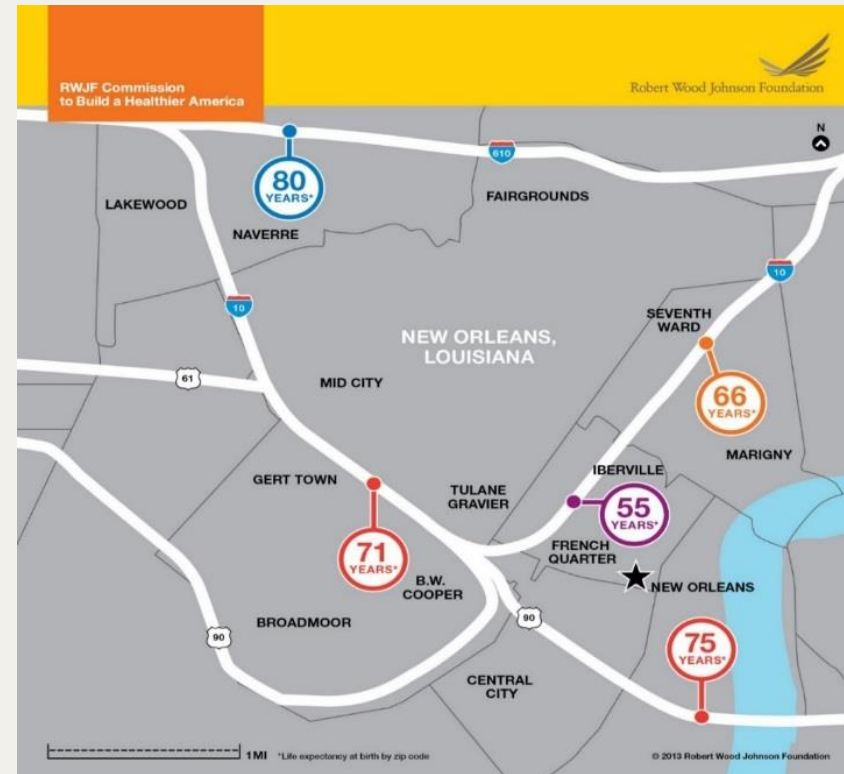 RWJF Commission
to Build a Healthier America
Robert Wood Johnson Foundation
N
610
80
YEARS*
LAKEWOOD
FAIRGROUNDS
NAVERRE
10
10
SEVENTH
WARD
NEW ORLEANS,
LOUISIANA
61
MID CITY
66
YEARS*
MARIGNY
IBERVILLE
GERT TOWN
TULANE
GRAVIER
55
YEARS*
FRENCH
QUARTER
71
YEARS*
B.W.
COOPER
NEW ORLEANS
BROADMOOR
90
90
75
YEARS*
CENTRAL
CITY
1MI
*Life expectancy at birth by zip code
© 2013 Robert Wood Johnson Foundation